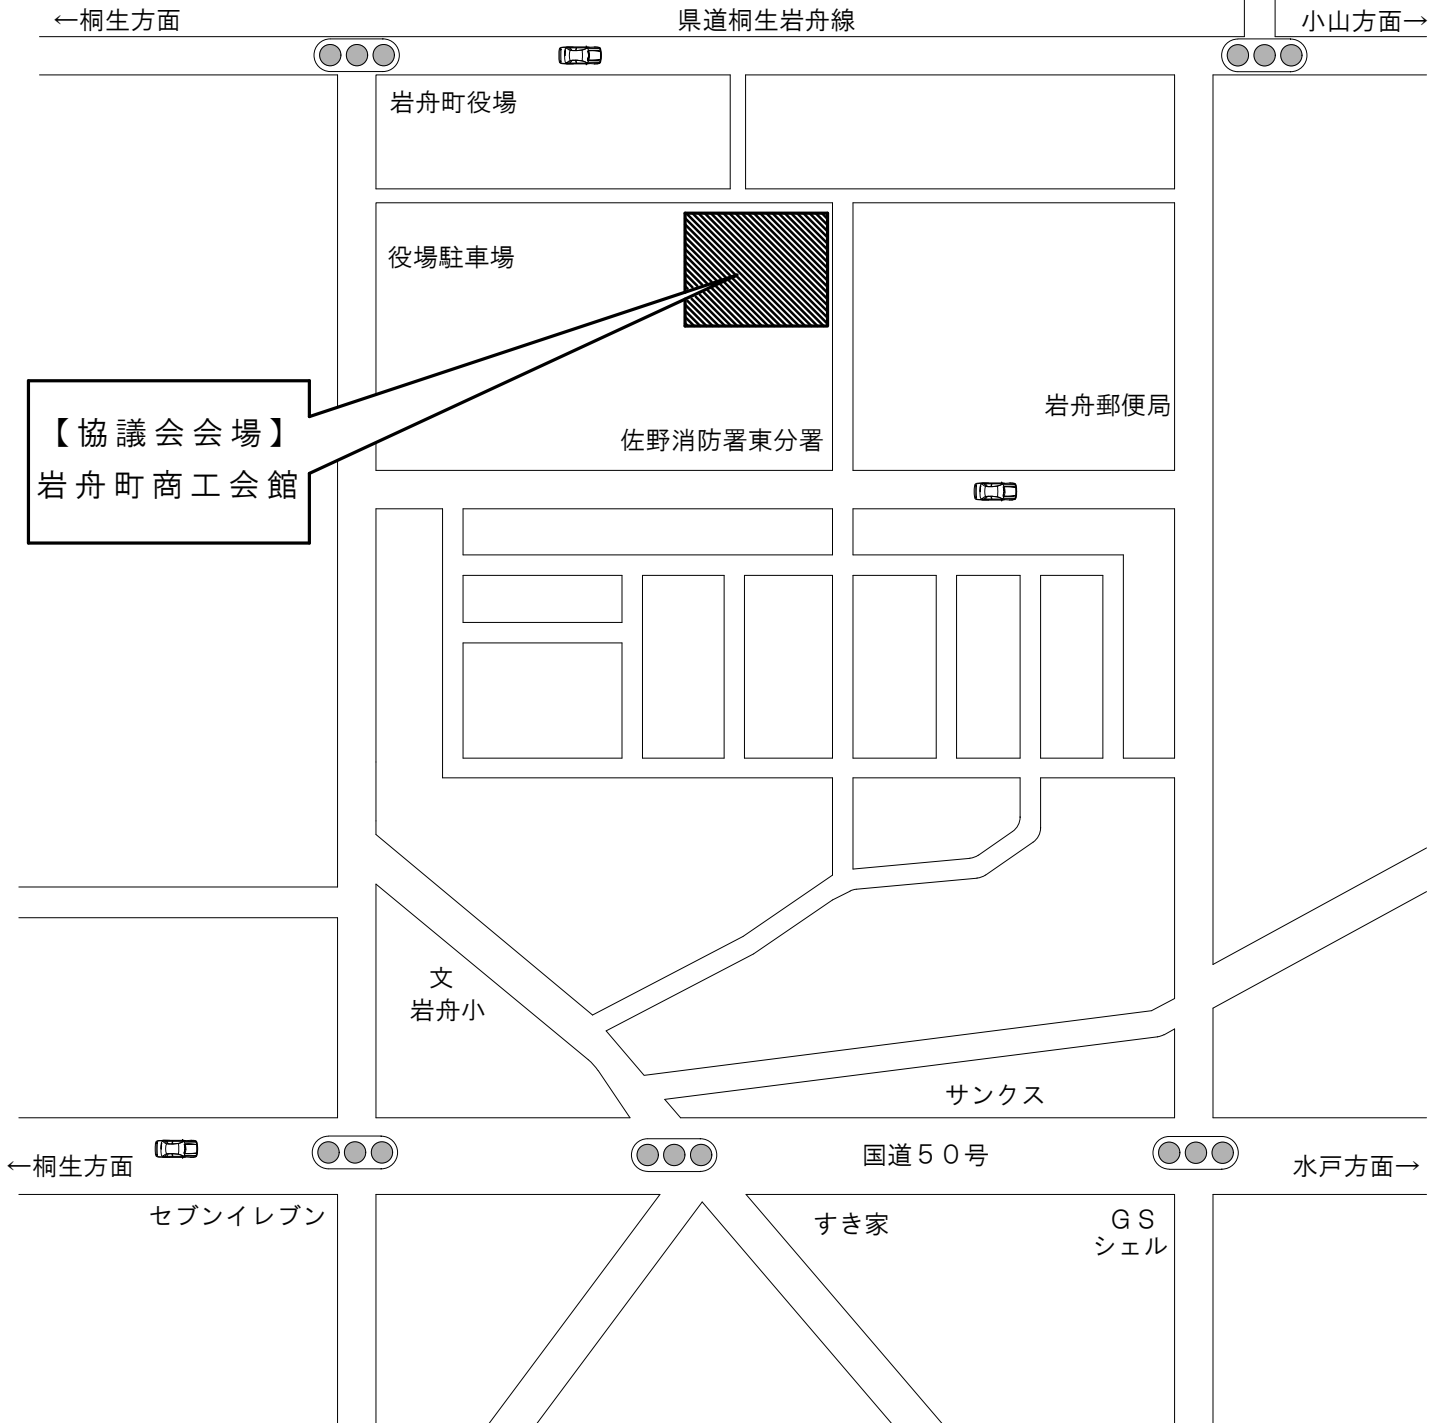 ←桐生方面
県道桐生岩舟線
小山方面→
岩舟町役場
役場駐車場
岩舟郵便局
【協議会会場】
岩舟町商工会館
佐野消防署東分署
文
岩舟小
サンクス
←桐生方面
国道５０号
水戸方面→
セブンイレブン
すき家
ＧＳ
シェル